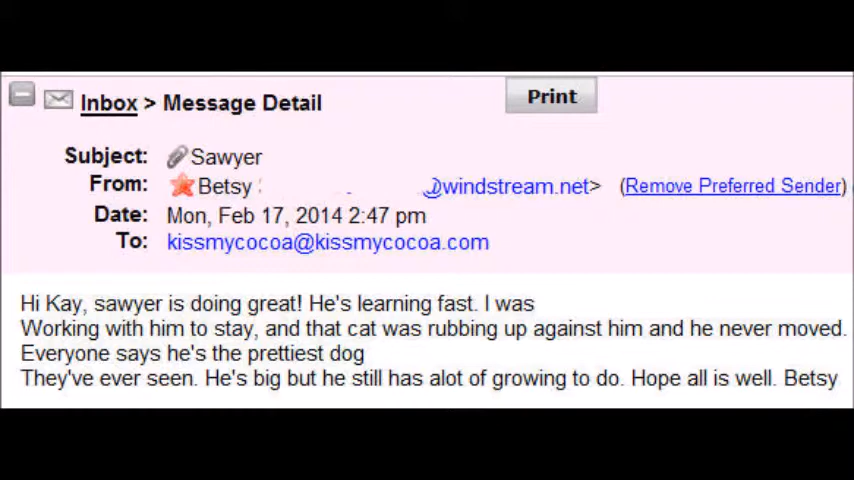 Inbox > Message Detail
Print
Subject: Sawyer
From: Betsy @windstream.net> (Remove Preferred Sender)
Date: Mon, Feb 17, 2014 2:47 pm
To: kissmycocoa@kissmycocoa.com
Hi Kay, sawyer is doing great! He's learning fast. I was
Working with him to stay, and that cat was rubbing up against him and he never moved.
Everyone says he's the prettiest dog
They've ever seen. He's big but he still has alot of growing to do. Hope all is well. Betsy